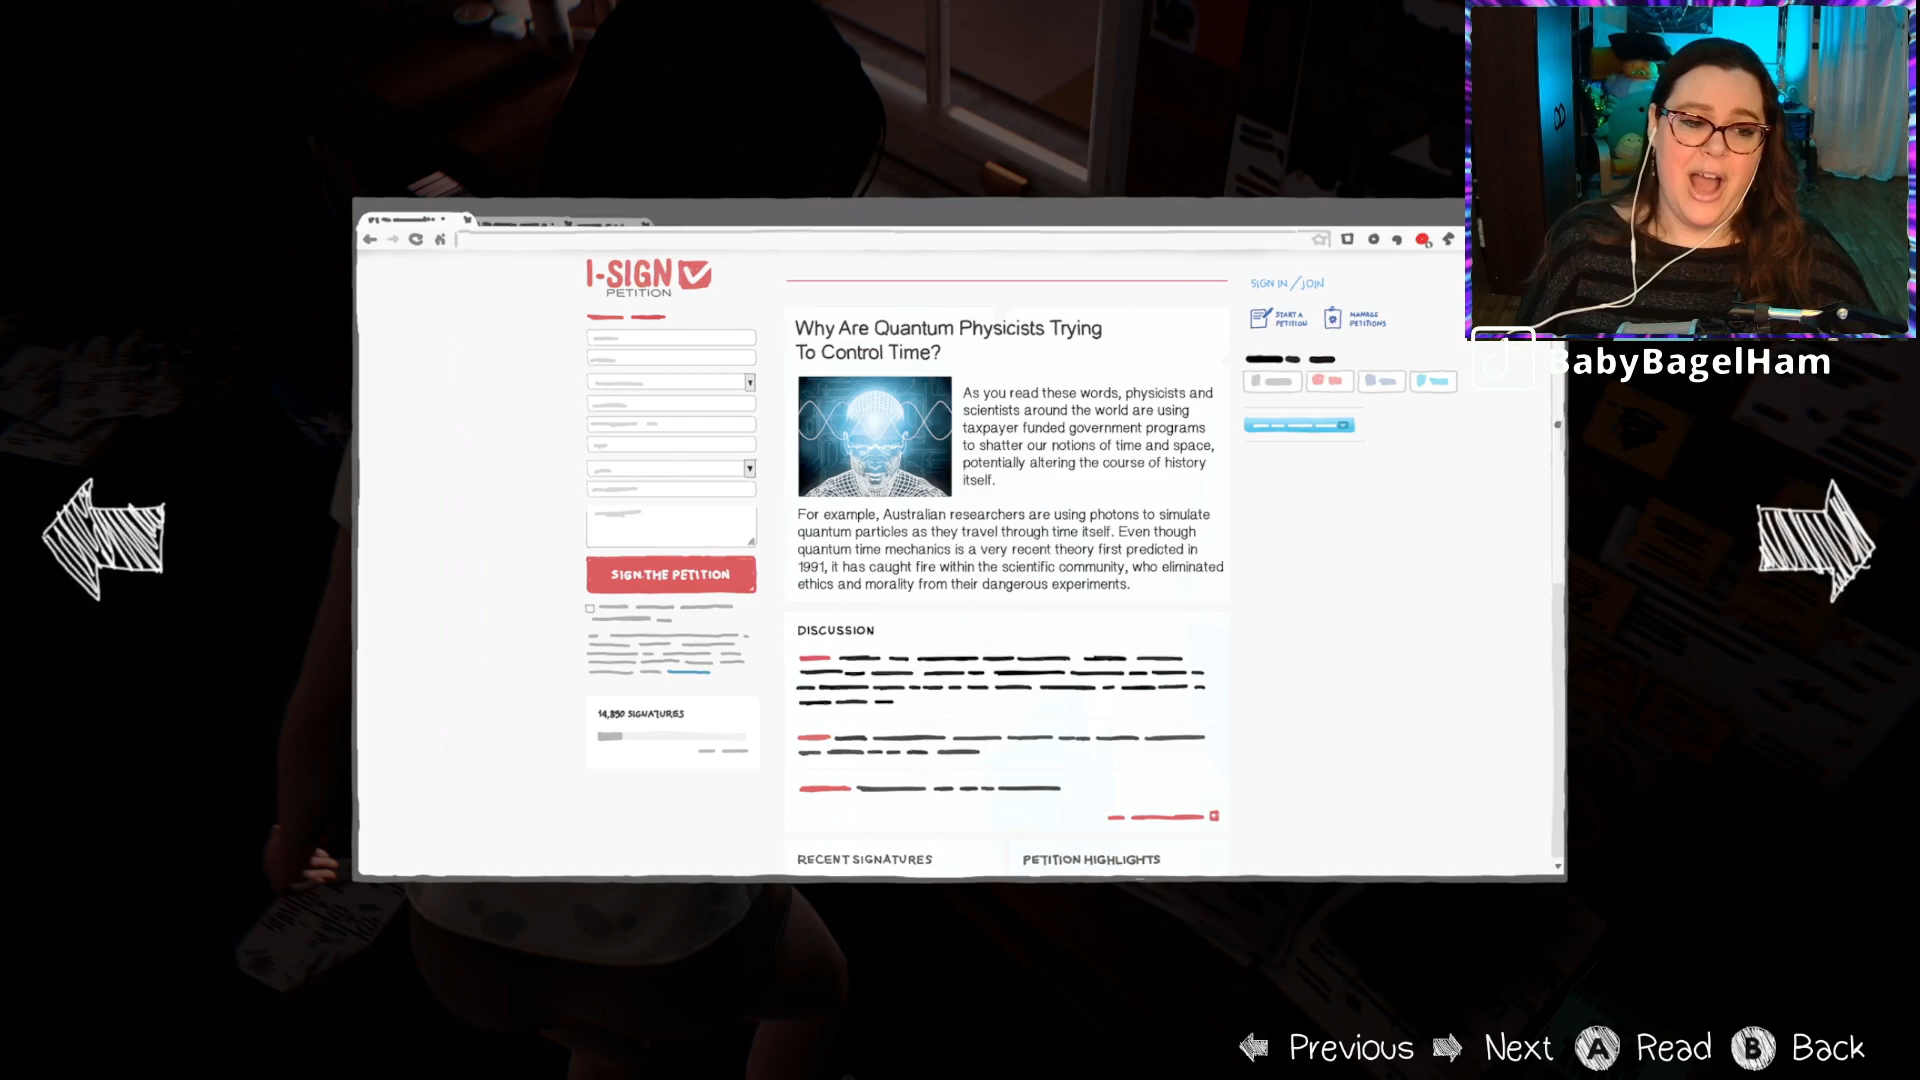 I-SIGN
PETITION
SIGN IN / JOIN
START A
PETITION
MANAGE
PETITIONS
Why Are Quantum Physicists Trying
To Control Time?
As you read these words, physicists and
scientists around the world are using
taxpayer funded government programs
to shatter our notions of time and space,
potentially altering the course of history
itself.
For example, Australian researchers are using photons to simulate
quantum particles as they travel through time itself. Even though
quantum time mechanics is a very recent theory first predicted in
1991, it has caught fire within the scientific community, who eliminated
ethics and morality from their dangerous experiments.
SIGN THE PETITION
14,890 SIGNATURES
DISCUSSION
RECENT SIGNATURES
PETITION HIGHLIGHTS
BabyBagelHam
Previous
Next
A
Read
B
Back